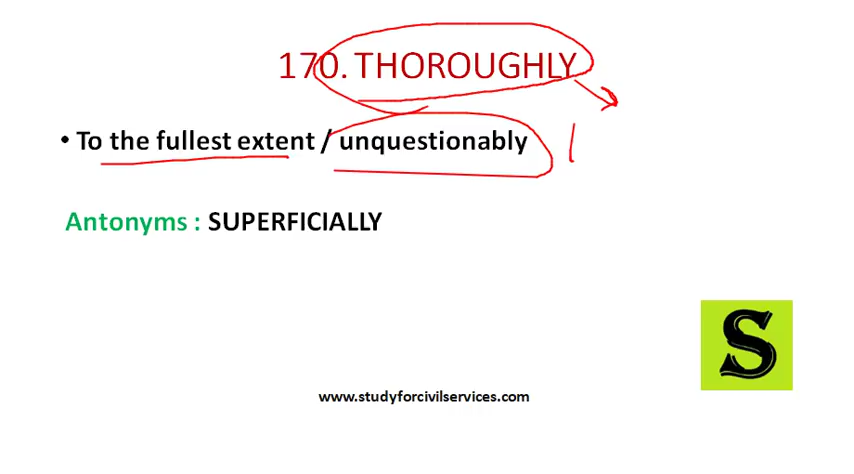 170. THOROUGHLY
• To the fullest extent / unquestionably
Antonyms : SUPERFICIALLY
S
www.studyforcivilservices.com